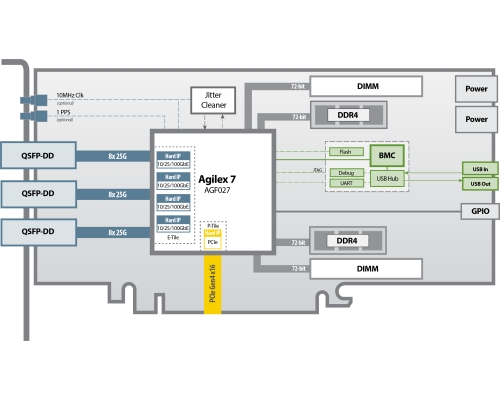 10MHz Clk
(optional)
1 PPS
(optional)
Jitter
Cleaner
72-bit
DIMM
Power
72-bit
DDR4
Power
QSFP-DD
8x 25G
QSFP-DD
8x 25G
QSFP-DD
8x 25G
Hard IP
10/25/100GbE
Hard IP
10/25/100GbE
Hard IP
10/25/100GbE
Hard IP
10/25/100GbE
E-Tile
Agilex 7
AGF027
P-Tile
Hard IP
PCIe
PCIe Gen4 x16
Flash
BMC
JTAG
Debug
UART
USB Hub
USB In
USB Out
GPIO
DDR4
72-bit
DIMM
72-bit